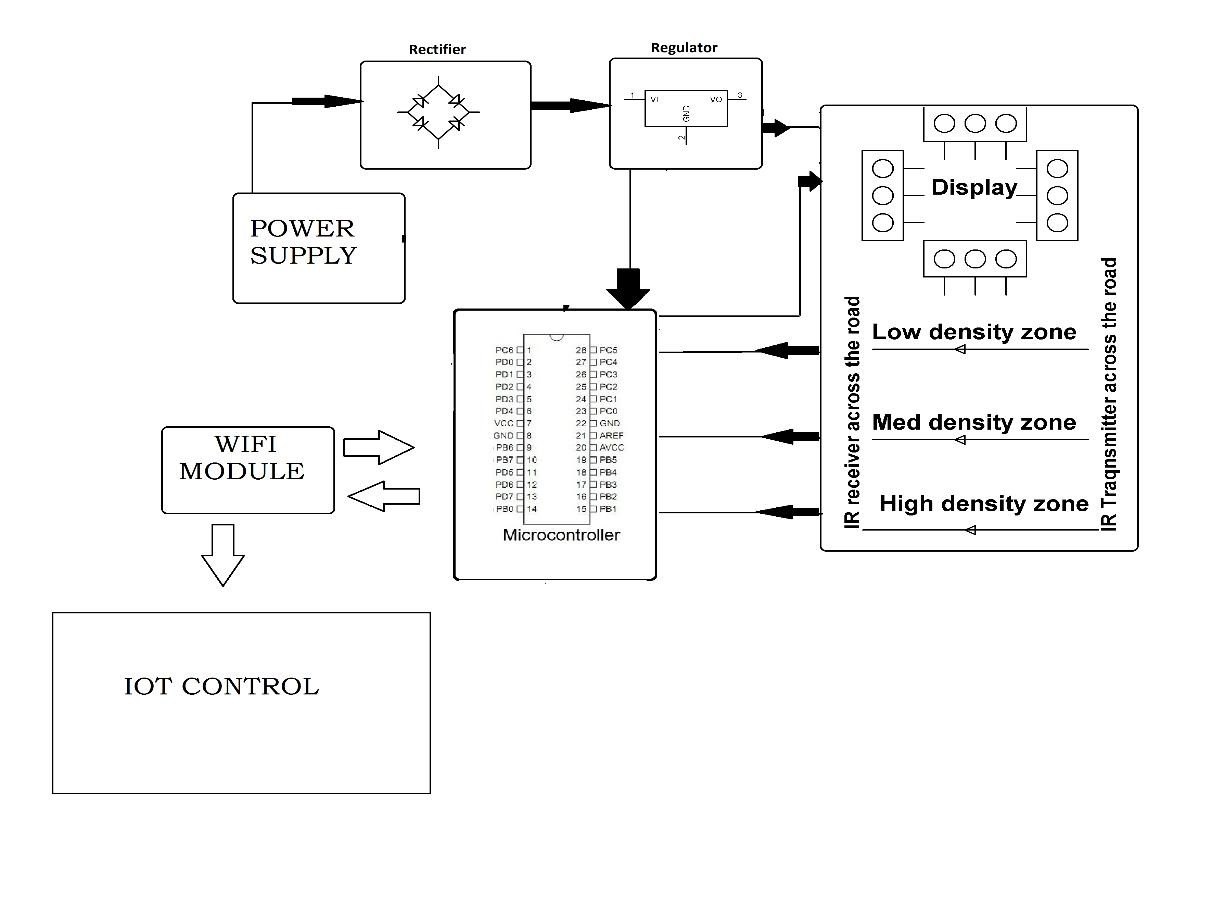 Rectifier
Regulator
1
VI
VO
3
GND
2
POWER
SUPPLY
Display
Low density zone
Med density zone
High density zone
IR receiver across the road
IR Traqnsmitter across the road
PC6 1 28 PC5
PD0 2 27 PC4
PD1 3 26 PC3
PD2 4 25 PC2
PD3 5 24 PC1
PD4 6 23 PC0
VCC 7 22 GND
GND 8 21 AREF
PB6 9 20 AVCC
PB7 10 19 PB5
PD5 11 18 PB4
PD6 12 17 PB3
PD7 13 16 PB2
PB0 14 15 PB1
Microcontroller
WIFI
MODULE
IOT CONTROL